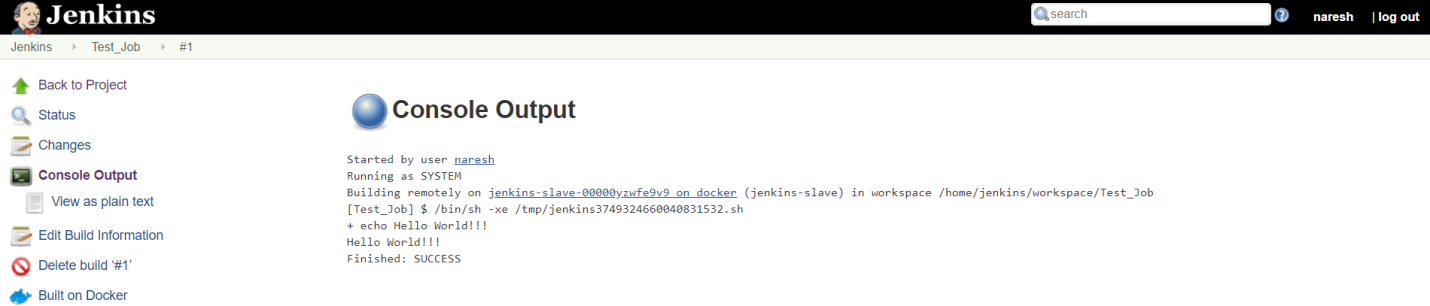 Jenkins
search
naresh
| log out
Jenkins
Test_Job
#1
Back to Project
Status
Changes
Console Output
View as plain text
Edit Build Information
Delete build ‘#1’
Built on Docker
Console Output
Started by user naresh
Running as SYSTEM
Building remotely on jenkins-slave-00000yzwfe9v9 on docker (jenkins-slave) in workspace /home/jenkins/workspace/Test_Job
[Test_Job] $ /bin/sh -xe /tmp/jenkins3749324660040831532.sh
+ echo Hello World!!!
Hello World!!!
Finished: SUCCESS